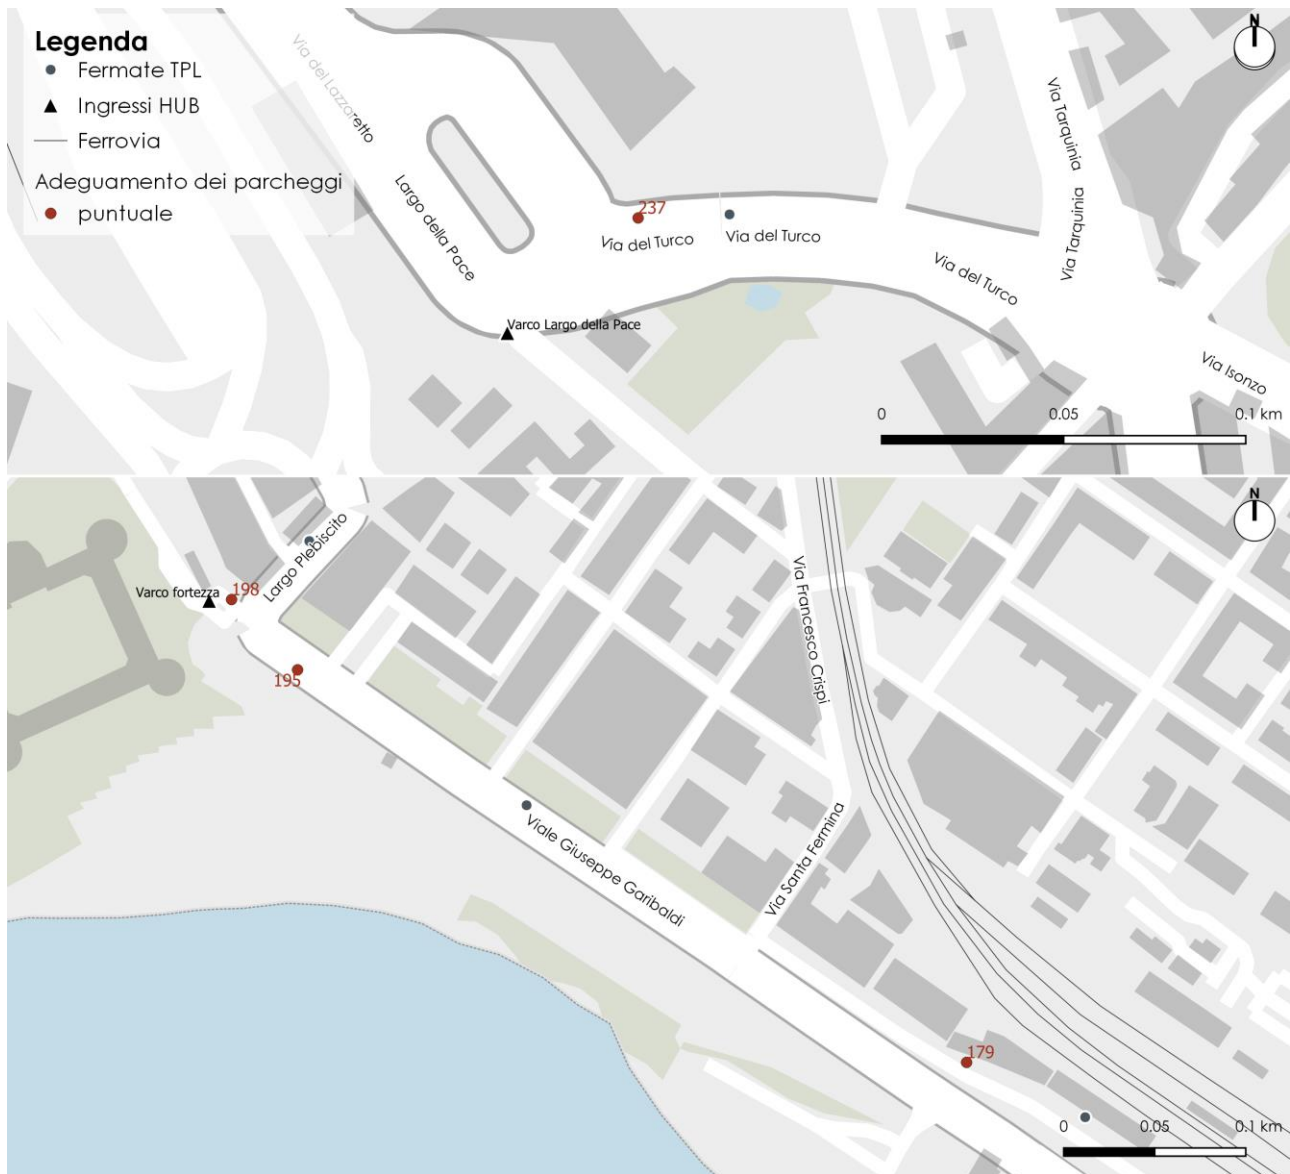 Legenda
Fermate TPL
Ingressi HUB
Ferrovia
Adeguamento dei parcheggi
puntuale
Via del Lazzaretto
Largo della Pace
237
Via del Turco
Via del Turco
Via del Turco
Via Tarquinia
Via Tarquinia
Via Isonzo
Varco Largo della Pace
N
0 0.05 0.1 km
N
Largo Plebiscito
Varco fortezza
198
195
Via Francesco Crispi
Viale Giuseppe Garibaldi
Via Santa Fermina
179
0 0.05 0.1 km